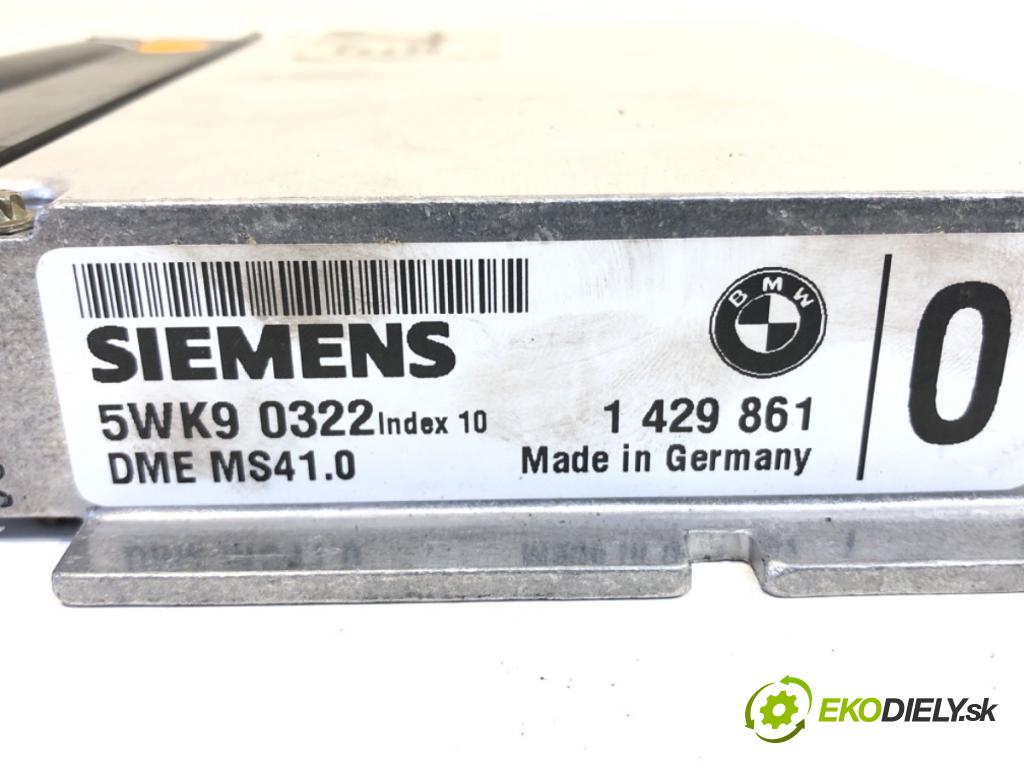 SIEMENS
BMW
0
5WK9 0322 Index 10
1 429 861
DME MS41.0
Made in Germany
EKODIELY.sk